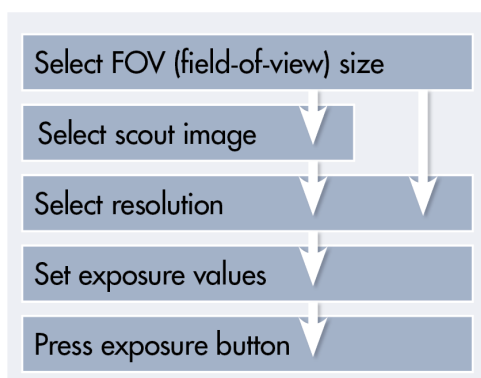 Select FOV (field-of-view) size
Select scout image
Select resolution
Set exposure values
Press exposure button